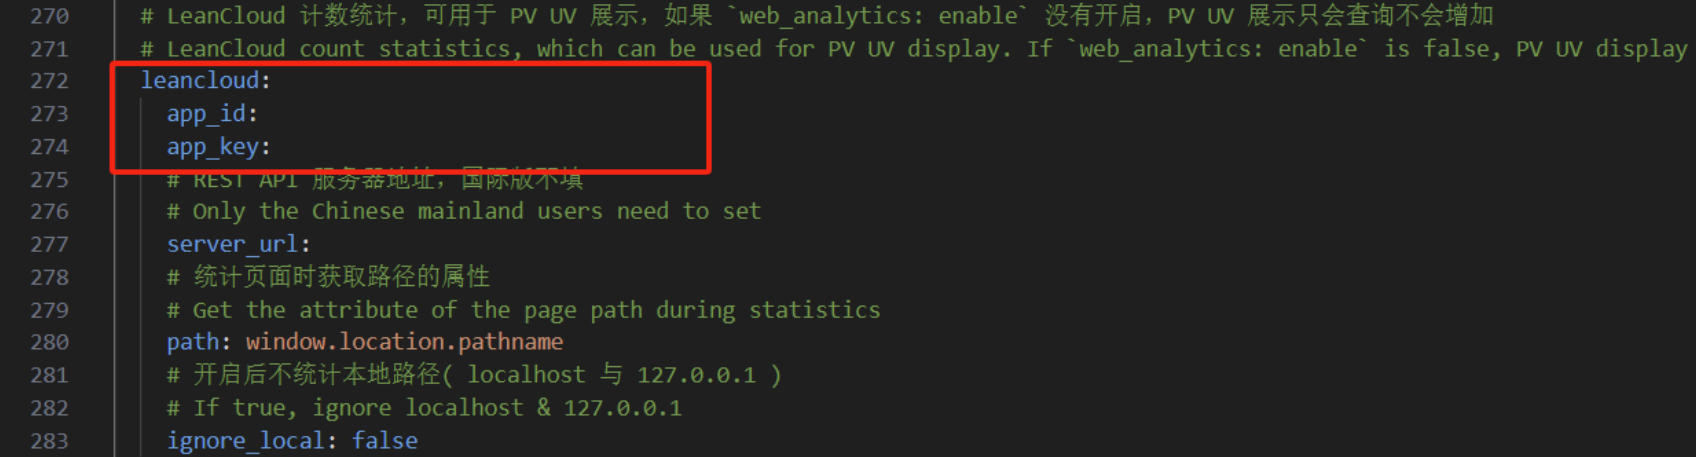 270 # LeanCloud 计数统计，可用于 PV UV 展示，如果 `web_analytics: enable` 没有开启，PV UV 展示只会查询不会增加
271 # LeanCloud count statistics, which can be used for PV UV display. If `web_analytics: enable` is false, PV UV display
272 leancloud:
273 app_id:
274 app_key:
275 # REST API 服务器地址，国际版不填
276 # Only the Chinese mainland users need to set
277 server_url:
278 # 统计页面时获取路径的属性
279 # Get the attribute of the page path during statistics
280 path: window.location.pathname
281 # 开启后不统计本地路径( localhost 与 127.0.0.1 )
282 # If true, ignore localhost & 127.0.0.1
283 ignore_local: false